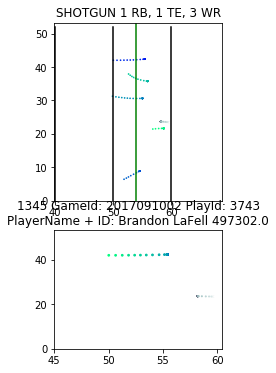 SHOTGUN 1 RB, 1 TE, 3 WR
50
40
30
20
10
0
40 50 60
1345 GameId: 2017091002 PlayId: 3743
PlayerName + ID: Brandon LaFell 497302.0
40
20
0
45 50 55 60